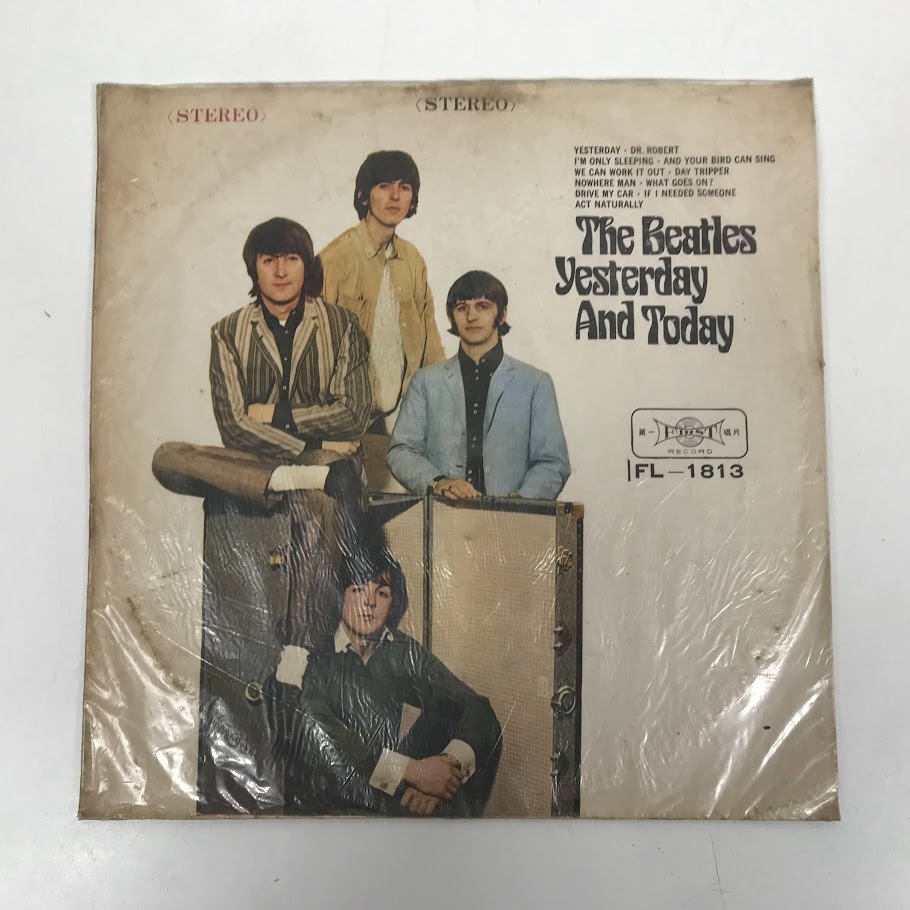 〈STEREO〉
〈STEREO〉
YESTERDAY · DR. ROBERT
I'M ONLY SLEEPING · AND YOUR BIRD CAN SING
WE CAN WORK IT OUT · DAY TRIPPER
NOWHERE MAN · WHAT GOES ON?
DRIVE MY CAR · IF I NEEDED SOMEONE
ACT NATURALLY
The Beatles
Yesterday
And Today
第一 FIRST 唱片
RECORD
FL-1813